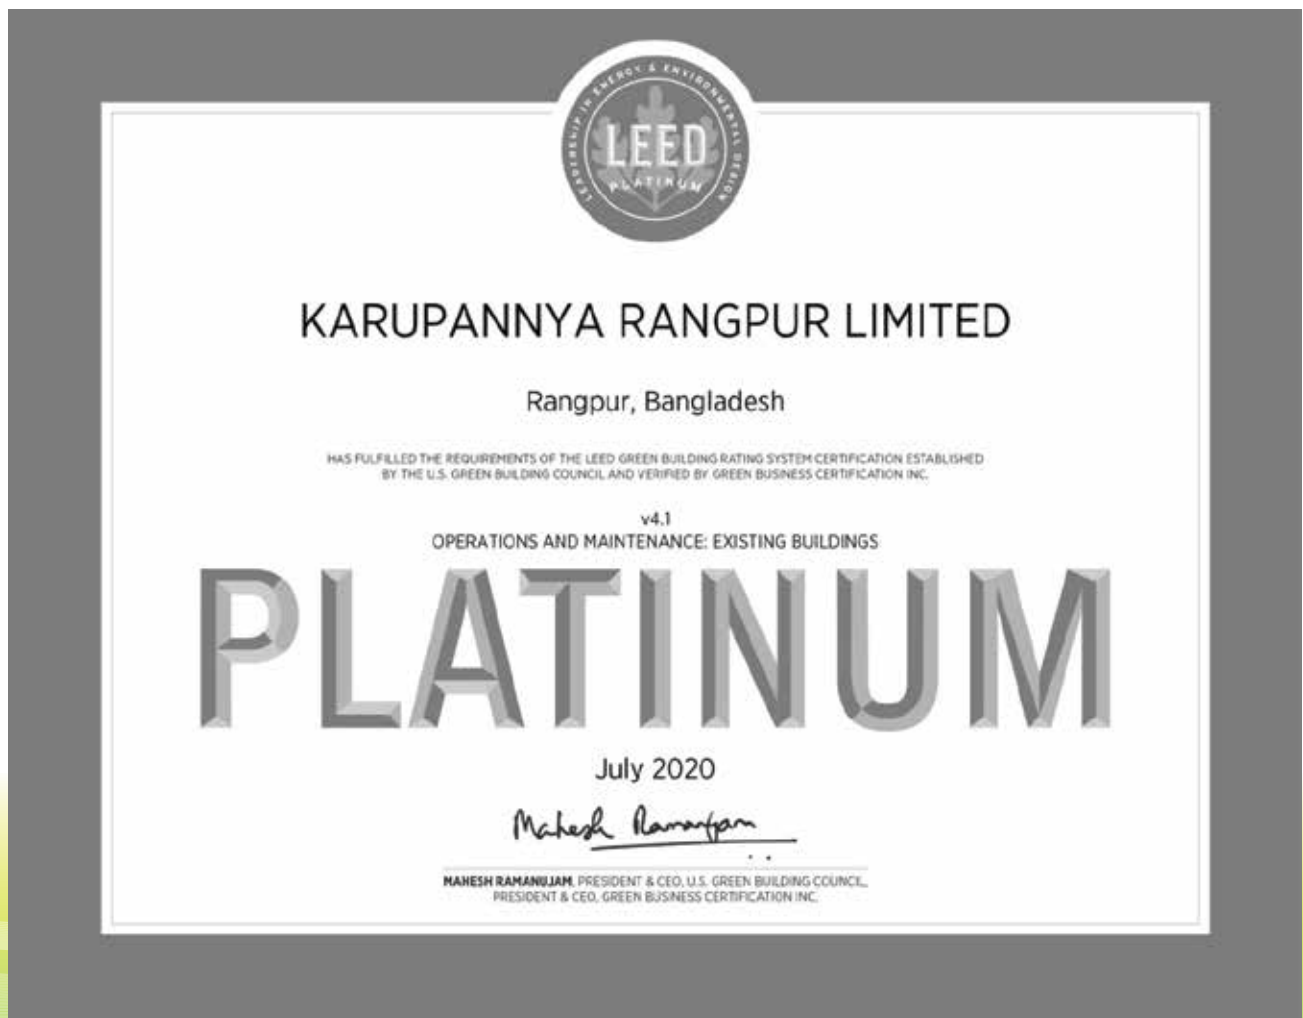 LEADERSHIP IN ENERGY & ENVIRONMENTAL DESIGN
LEED
PLATINUM
KARUPANNYA RANGPUR LIMITED
Rangpur, Bangladesh
HAS FULFILLED THE REQUIREMENTS OF THE LEED GREEN BUILDING RATING SYSTEM CERTIFICATION ESTABLISHED
BY THE U.S. GREEN BUILDING COUNCIL AND VERIFIED BY GREEN BUSINESS CERTIFICATION INC.
v4.1
OPERATIONS AND MAINTENANCE: EXISTING BUILDINGS
PLATINUM
July 2020
Mahesh Ramanujam
MAHESH RAMANUJAM, PRESIDENT & CEO, U.S. GREEN BUILDING COUNCIL,
PRESIDENT & CEO, GREEN BUSINESS CERTIFICATION INC.